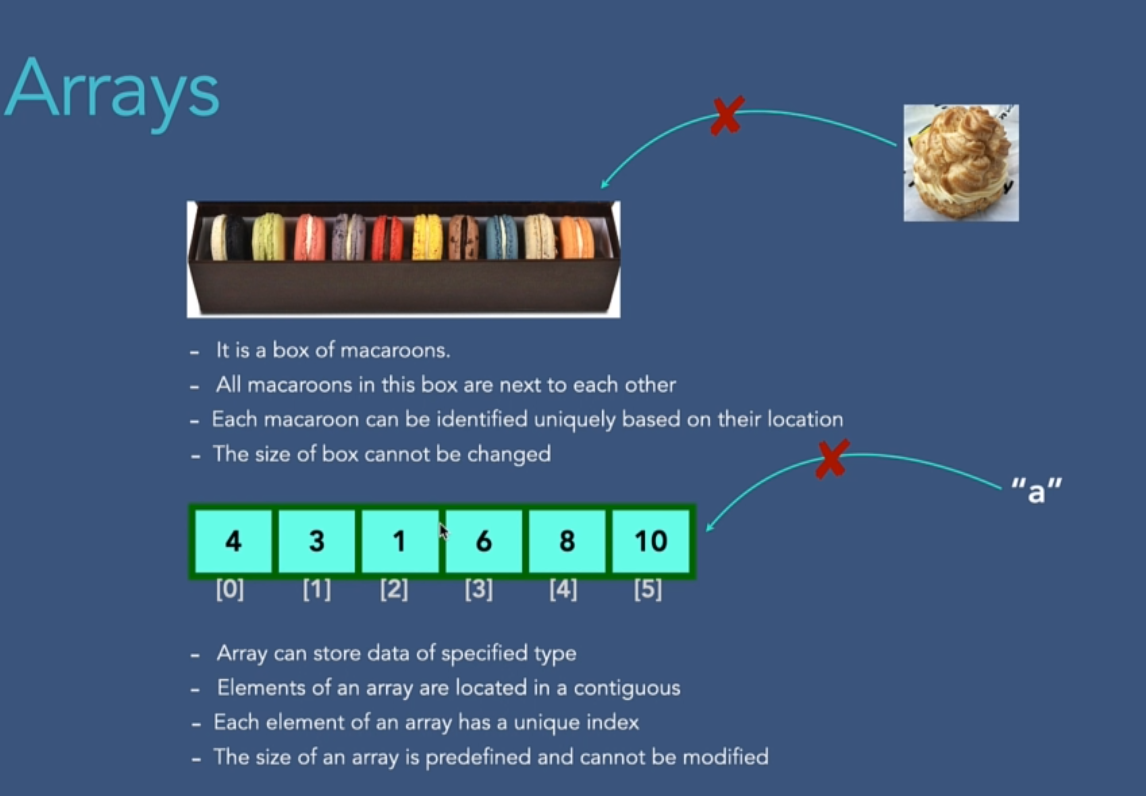 Arrays
- It is a box of macaroons.
- All macaroons in this box are next to each other
- Each macaroon can be identified uniquely based on their location
- The size of box cannot be changed
“a”
4 3 1 6 8 10
[0] [1] [2] [3] [4] [5]
- Array can store data of specified type
- Elements of an array are located in a contiguous
- Each element of an array has a unique index
- The size of an array is predefined and cannot be modified